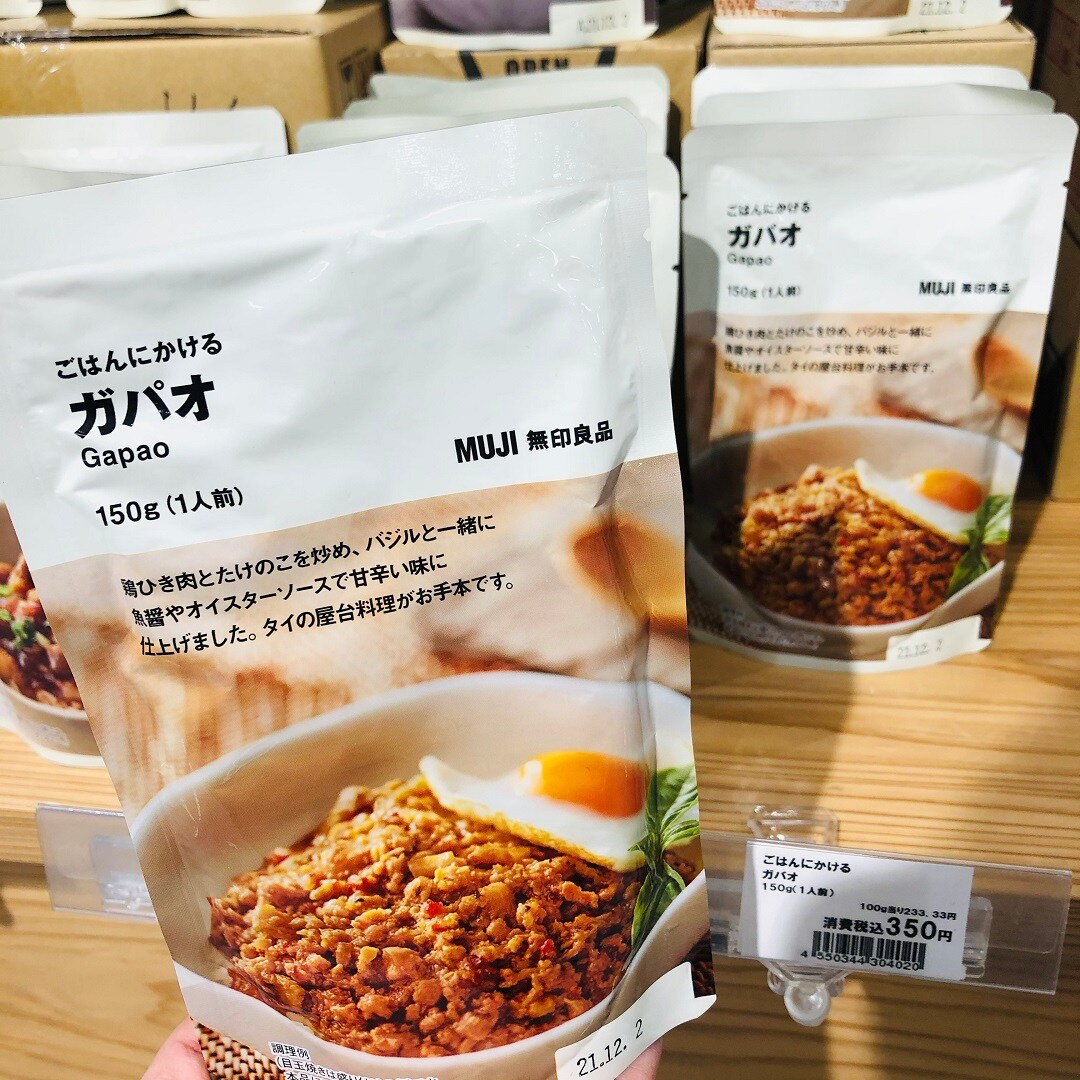 OPEN
21.12. 2
ごはんにかける
ガパオ
Gapao
150g（1人前）
MUJI 無印良品
鶏ひき肉とたけのこを炒め、バジルと一緒に
魚醤やオイスターソースで甘辛い味に
仕上げました。タイの屋台料理がお手本です。
調理例
21.12. 2
ごはんにかける
ガパオ
Gapao
150g（1人前）
MUJI 無印良品
鶏ひき肉とたけのこを炒め、バジルと一緒に
魚醤やオイスターソースで甘辛い味に
仕上げました。タイの屋台料理がお手本です。
21.12. 2
ごはんにかける
ガパオ
150g(1人前)
100g当り233. 33円
消費税込350円
4 550344 304020